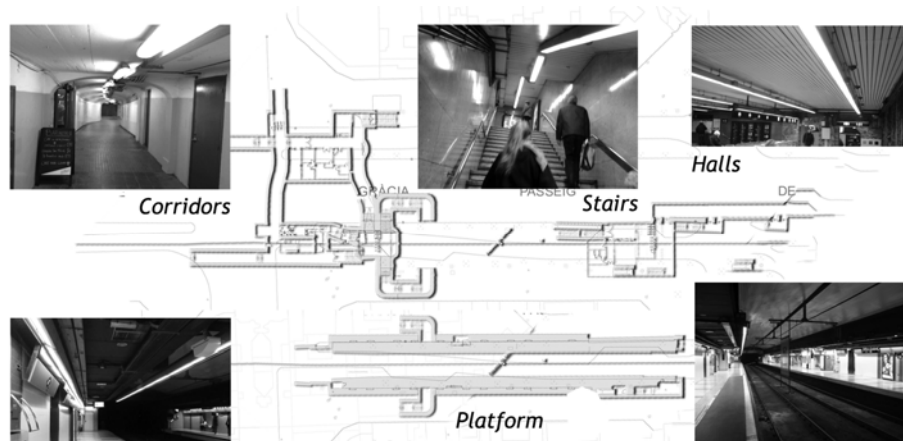 GRÀCIA
PASSEIG
DE
Corridors
Stairs
Halls
Platform